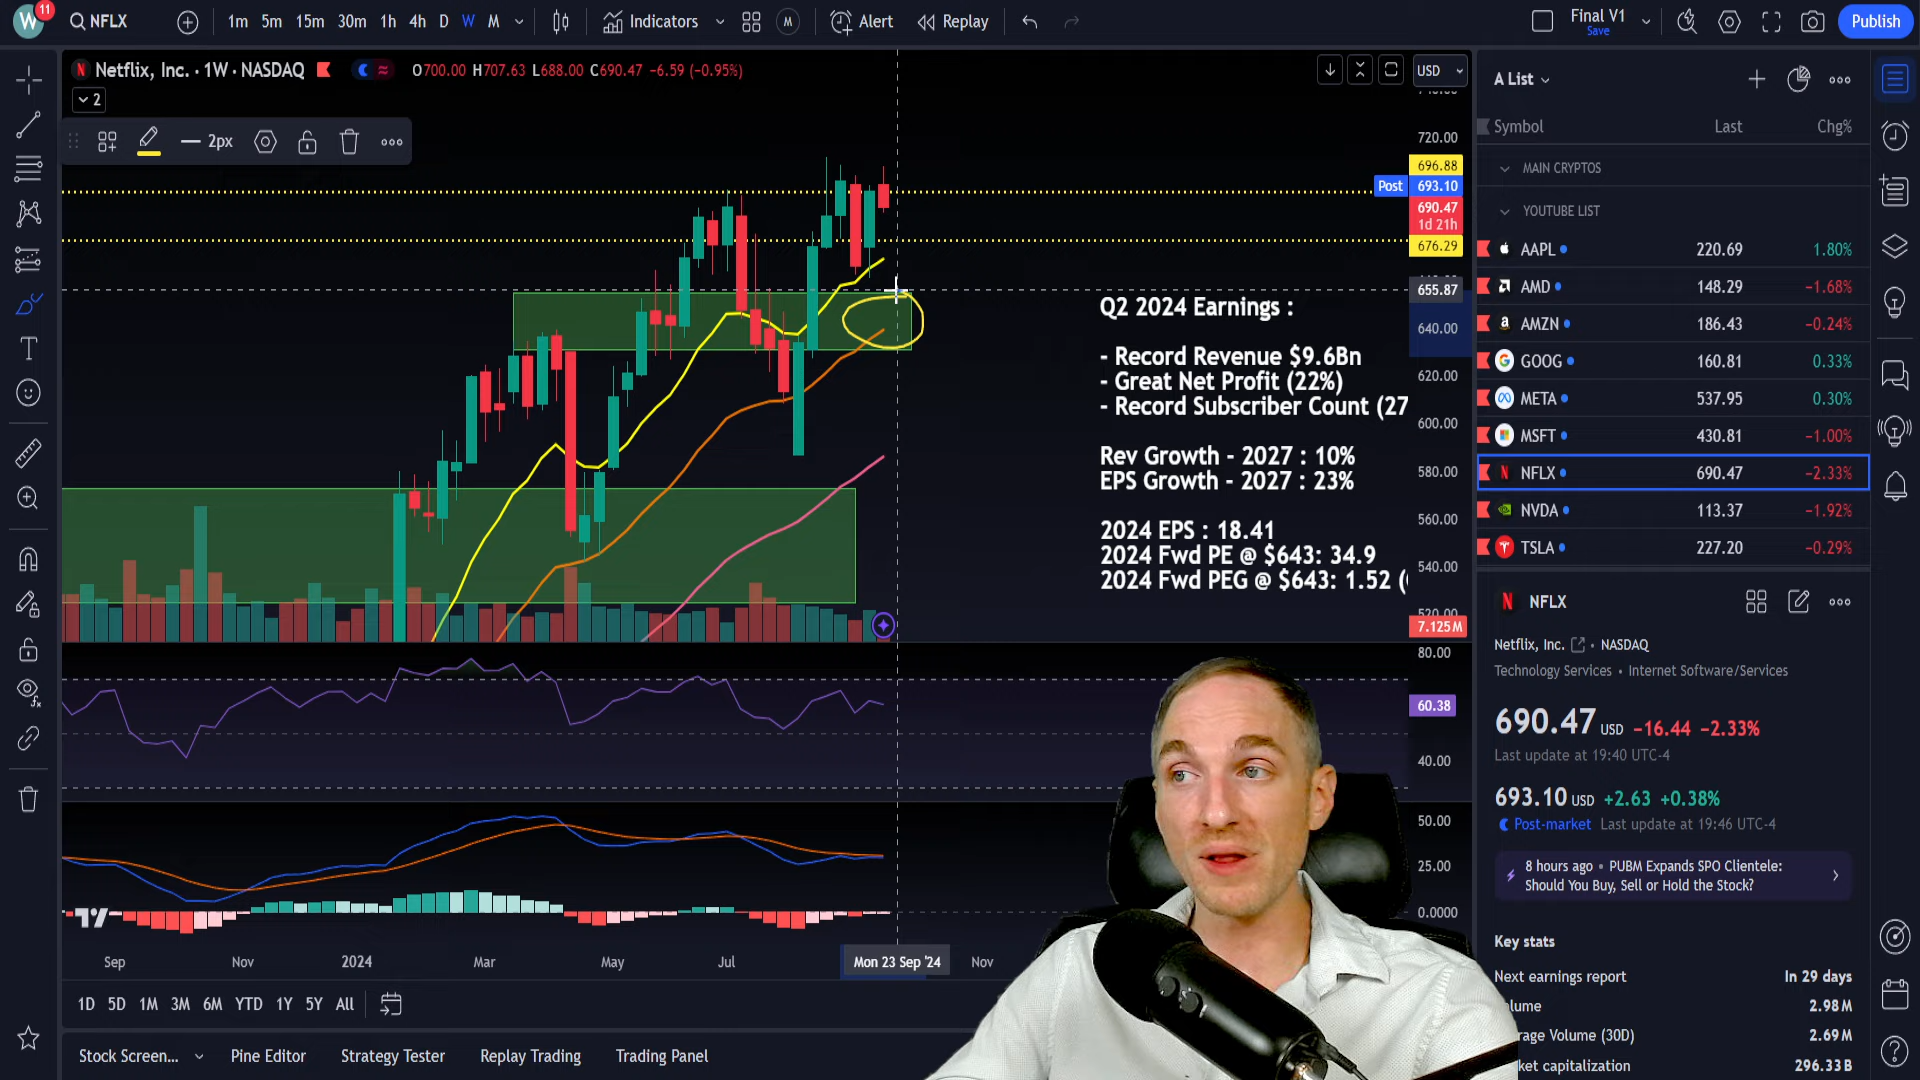 W
11
NFLX
1m 5m 15m 30m 1h 4h D W M
Indicators
M
Alert
Replay
Final V1
Save
Publish
Netflix, Inc. · 1W · NASDAQ
O700.00 H707.63 L688.00 C690.47 −6.59 (−0.95%)
USD
2
2px
720.00
696.88
Post 693.10
690.47
1d 21h
676.29
655.87
640.00
620.00
600.00
580.00
560.00
540.00
520.00
7.125M
Q2 2024 Earnings :
- Record Revenue $9.6Bn
- Great Net Profit (22%)
- Record Subscriber Count (27
Rev Growth - 2027 : 10%
EPS Growth - 2027 : 23%
2024 EPS : 18.41
2024 Fwd PE @ $643: 34.9
2024 Fwd PEG @ $643: 1.52 (
80.00
60.38
40.00
50.00
25.00
0.0000
Sep Nov 2024 Mar May Jul Mon 23 Sep '24 Nov
1D 5D 1M 3M 6M YTD 1Y 5Y All
Stock Screen... Pine Editor Strategy Tester Replay Trading Trading Panel
A List
Symbol Last Chg%
MAIN CRYPTOS
YOUTUBE LIST
AAPL 220.69 1.80%
AMD 148.29 −1.68%
AMZN 186.43 −0.24%
GOOG 160.81 0.33%
META 537.95 0.30%
MSFT 430.81 −1.00%
NFLX 690.47 −2.33%
NVDA 113.37 −1.92%
TSLA 227.20 −0.29%
NFLX
Netflix, Inc. • NASDAQ
Technology Services • Internet Software/Services
690.47 USD −16.44 −2.33%
Last update at 19:40 UTC-4
693.10 USD +2.63 +0.38%
Post-market Last update at 19:46 UTC-4
8 hours ago • PUBM Expands SPO Clientele:
Should You Buy, Sell or Hold the Stock?
Key stats
Next earnings report In 29 days
lume 2.98M
rage Volume (30D) 2.69M
ket capitalization 296.33B